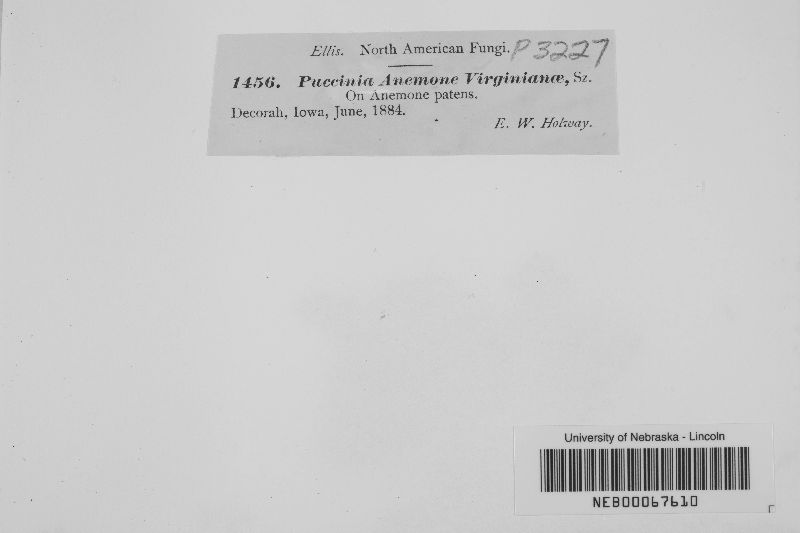 Ellis. North American Fungi. P3227
1456. Puccinia Anemone Virginianæ, Sz.
On Anemone patens.
Decorah, Iowa, June, 1884.
E. W. Holway.
University of Nebraska - Lincoln
NEB00067610